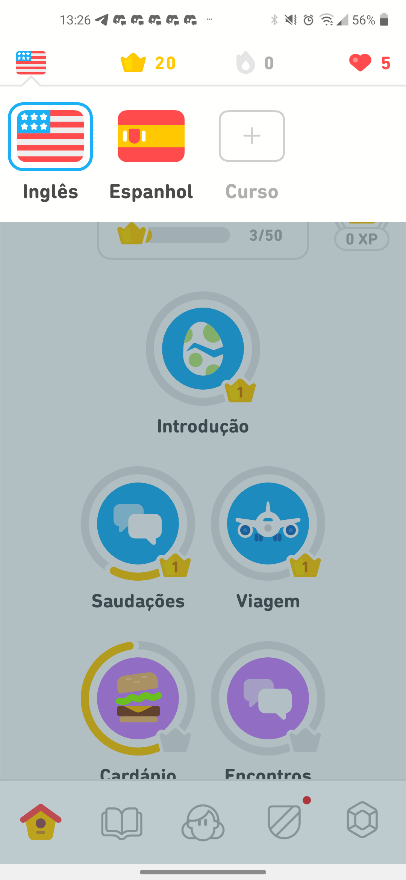 13:26
56%
20
0
5
Inglês
Espanhol
Curso
3/50
0 XP
1
Introdução
1
1
Saudações
Viagem
Cardápio
Encontros